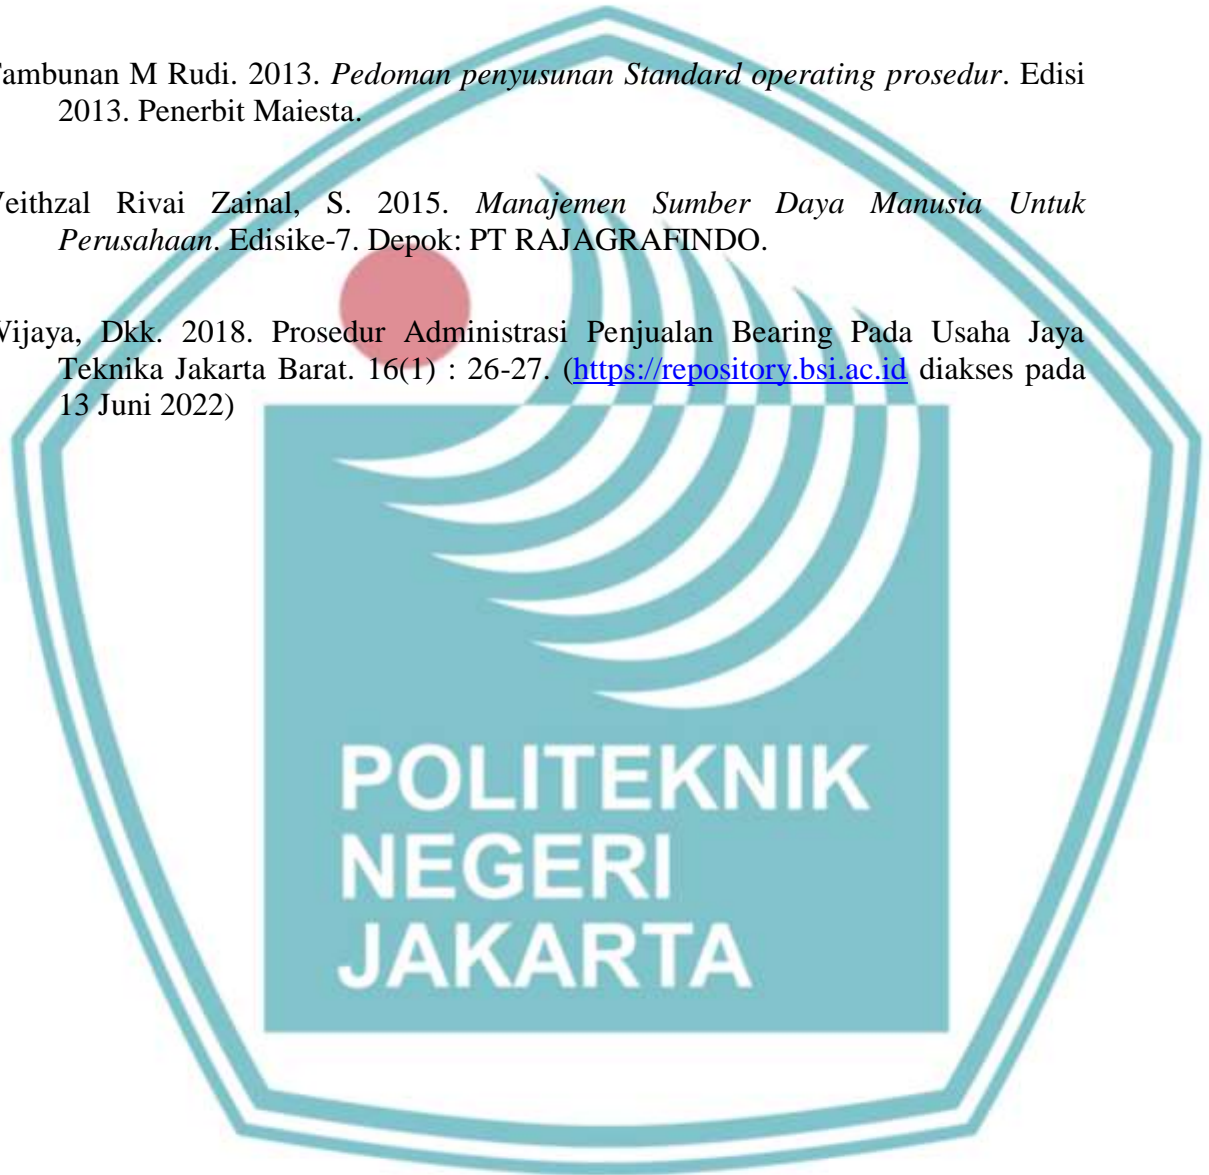 ambunan M Rudi. 2013. Pedoman penyusunan Standard operating prosedur. Edisi
2013. Penerbit Maiesta.
eithzal Rivai Zainal, S. 2015. Manajemen Sumber Daya Manusia Untuk
Perusahaan. Edisike-7. Depok: PT RAJAGRAFINDO.
Wijaya, Dkk. 2018. Prosedur Administrasi Penjualan Bearing Pada Usaha Jaya
Teknika Jakarta Barat. 16(1) : 26-27. (https://repository.bsi.ac.id diakses pada
13 Juni 2022)
POLITEKNIK
NEGERI
JAKARTA